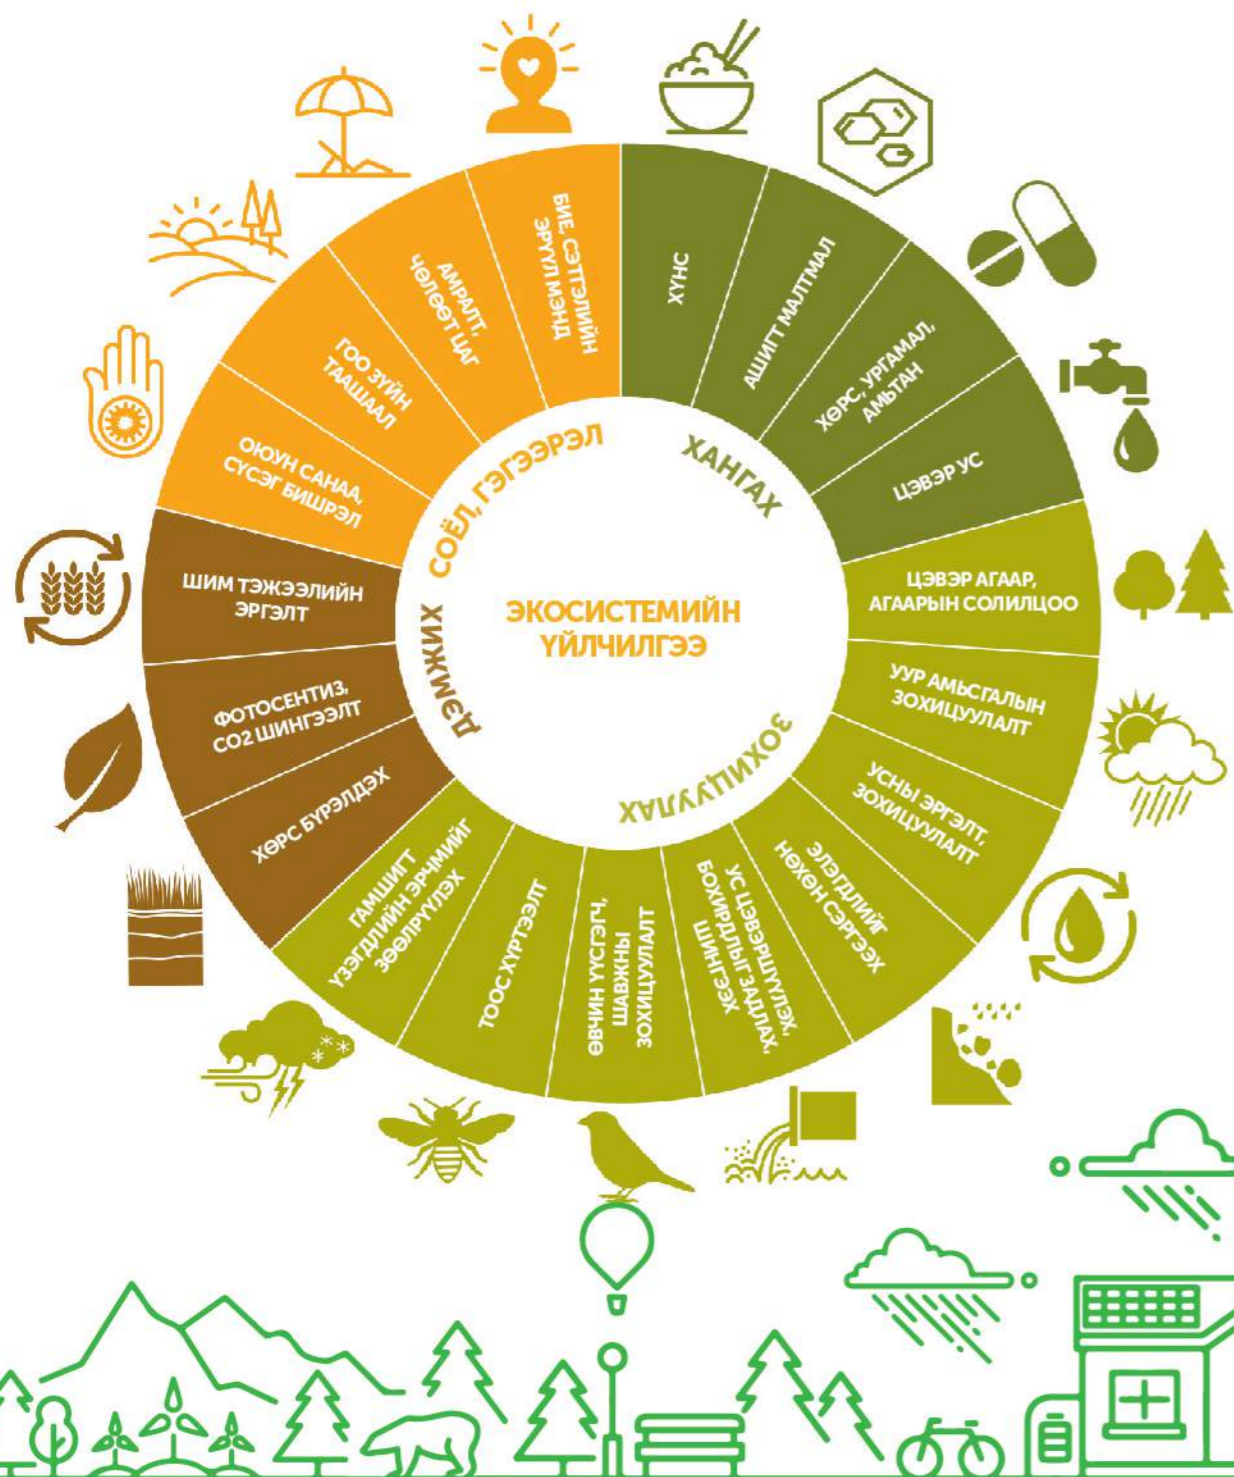 ЭКОСИСТЕМИЙН
ҮЙЛЧИЛГЭЭ
ХАНГАХ
ХҮНС
АШИГТ МАЛТМАЛ
ХӨРС, УРГАМАЛ,
АМЬТАН
ЦЭВЭР УС
ЗОХИЦУУЛАХ
ЦЭВЭР АГААР,
АГААРЫН СОЛИЛЦОО
УУР АМЬСГАЛЫН
ЗОХИЦУУЛАЛТ
УСНЫ ЭРГЭЛТ,
ЗОХИЦУУЛАЛТ
ЭЛЭГДЛИЙГ
НӨХӨН СЭРГЭЭХ
УС ЦЭВЭРШҮҮЛЭХ,
БОХИРДЛЫГ ЗАДЛАХ,
ШИНГЭЭХ
ӨВЧИН ҮҮСГЭГЧ,
ШАВЖНЫ
ЗОХИЦУУЛАЛТ
ТООС ХҮРТЭЭЛТ
ГАМШИГТ
ҮЗЭГДЛИЙН ЭРЧМИЙГ
ЗӨӨЛРҮҮЛЭХ
ДЭМЖИХ
ХӨРС БҮРЭЛДЭХ
ФОТОСЕНТИЗ,
СО2 ШИНГЭЭЛТ
ШИМ ТЭЖЭЭЛИЙН
ЭРГЭЛТ
СОЁЛ, ГЭГЭЭРЭЛ
ОЮУН САНАА,
СҮСЭГ БИШРЭЛ
ГОО ЗҮЙН
ТААШААЛ
АМРАЛТ,
ЧӨЛӨӨТ ЦАГ
БИЕ, СЭТГЭЛИЙН
ЭРҮҮЛ МЭНД